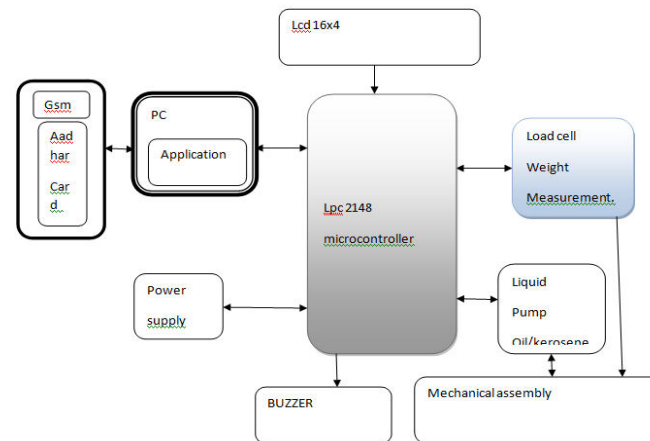 Lcd 16x4
Gsm
Aad
har
Car
d
PC
Application
Lpc 2148
microcontroller
Load cell
Weight
Measurement.
Power
supply
Liquid
Pump
Oil/kerosene
BUZZER
Mechanical assembly